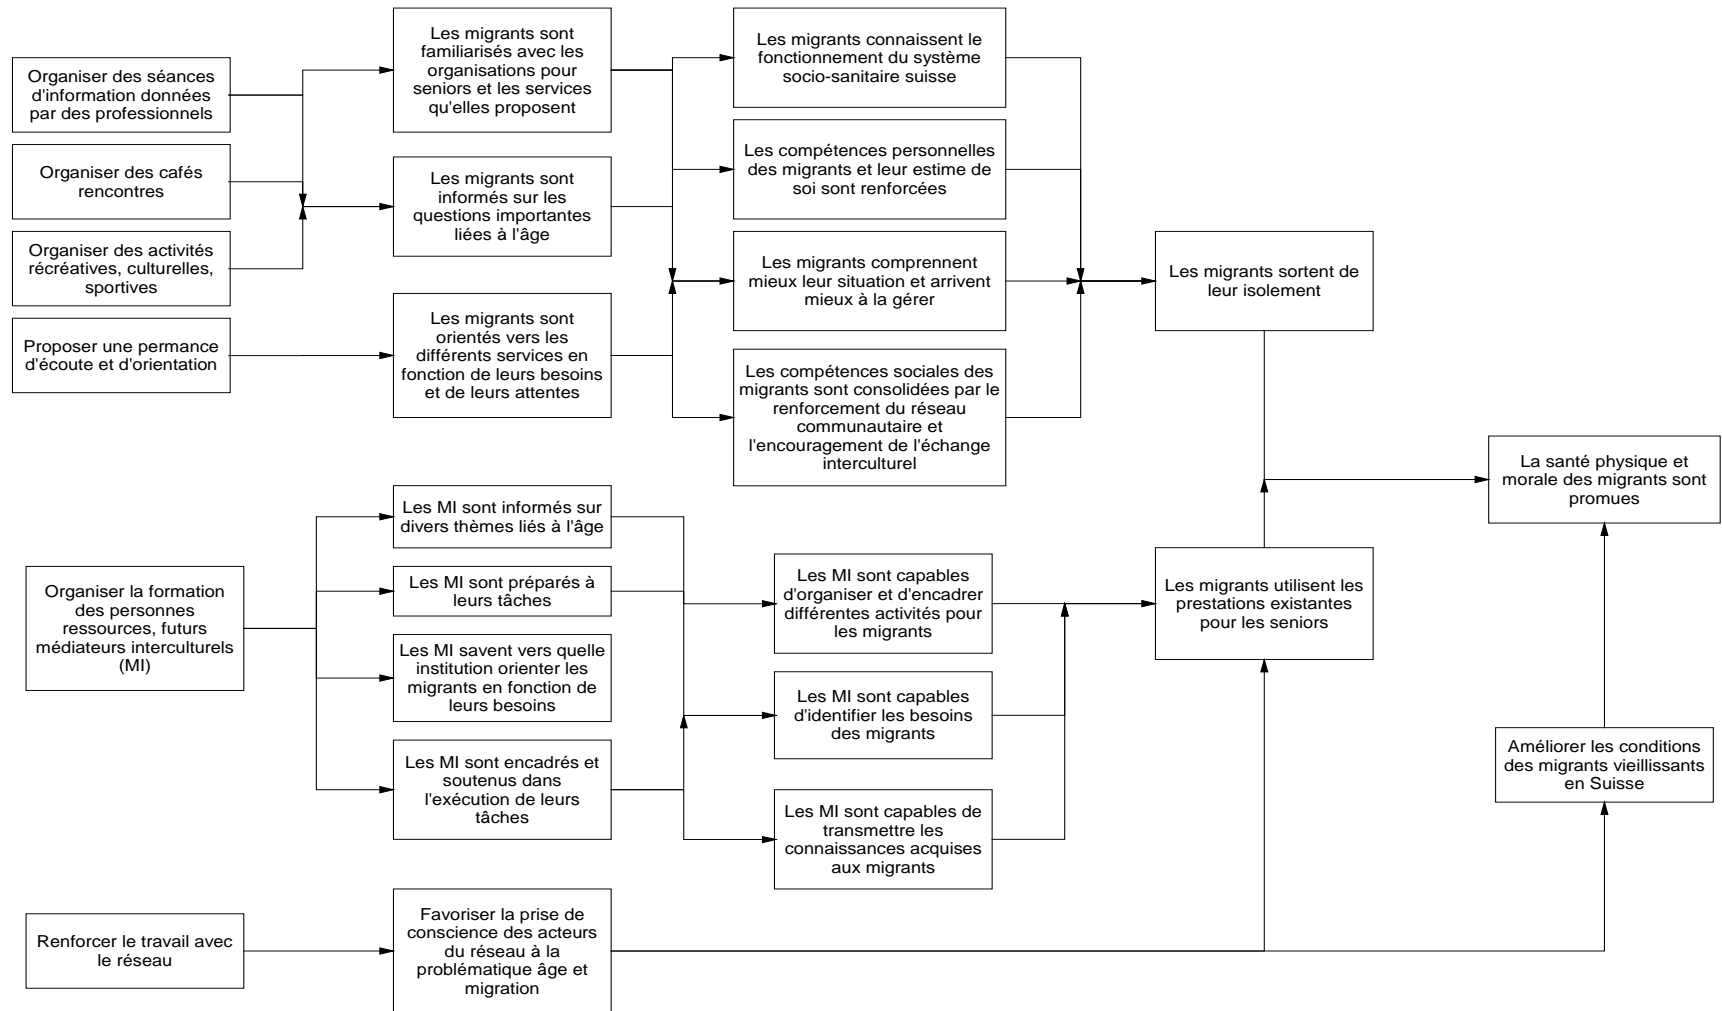 Organiser des séances
d'information données
par des professionnels
Organiser des cafés
rencontres
Organiser des activités
récréatives, culturelles,
sportives
Proposer une permance
d'écoute et d'orientation
Les migrants sont
familiarisés avec les
organisations pour
seniors et les services
qu'elles proposent
Les migrants sont
informés sur les
questions importantes
liées à l'âge
Les migrants sont
orientés vers les
différents services en
fonction de leurs besoins
et de leurs attentes
Les migrants connaissent le
fonctionnement du système
socio-sanitaire suisse
Les compétences personnelles
des migrants et leur estime de
soi sont renforcées
Les migrants comprennent
mieux leur situation et arrivent
mieux à la gérer
Les compétences sociales des
migrants sont consolidées par le
renforcement du réseau
communautaire et
l'encouragement de l'échange
interculturel
Les migrants sortent de
leur isolement
La santé physique et
morale des migrants sont
promues
Organiser la formation
des personnes
ressources, futurs
médiateurs interculturels
(MI)
Les MI sont informés sur
divers thèmes liés à l'âge
Les MI sont préparés à
leurs tâches
Les MI savent vers quelle
institution orienter les
migrants en fonction de
leurs besoins
Les MI sont encadrés et
soutenus dans
l'exécution de leurs
tâches
Les MI sont capables
d'organiser et d'encadrer
différentes activités pour
les migrants
Les MI sont capables
d'identifier les besoins
des migrants
Les MI sont capables de
transmettre les
connaissances acquises
aux migrants
Les migrants utilisent les
prestations existantes
pour les seniors
Améliorer les conditions
des migrants vieillissants
en Suisse
Renforcer le travail avec
le réseau
Favoriser la prise de
conscience des acteurs
du réseau à la
problématique âge et
migration